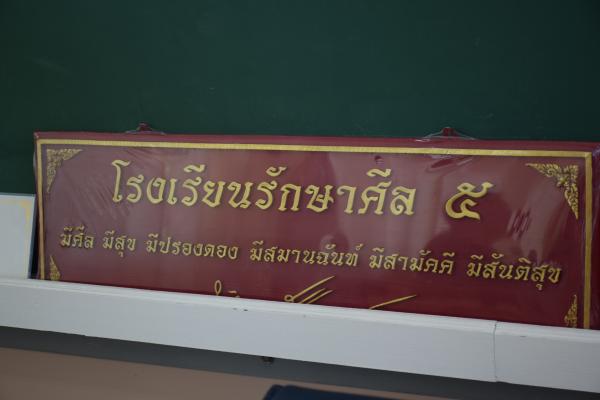 โรงเรียนรักษาศีล ๕
มีศีล มีสุข มีปรองดอง มีสมานฉันท์ มีสามัคคี มีสันติสุข